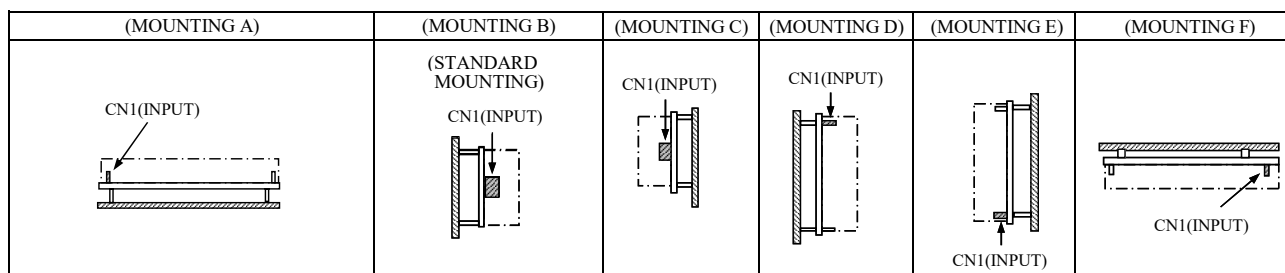 (MOUNTING A)
(MOUNTING B)
(MOUNTING C)
(MOUNTING D)
(MOUNTING E)
(MOUNTING F)
CN1(INPUT)
(STANDARD
MOUNTING)
CN1(INPUT)
CN1(INPUT)
CN1(INPUT)
CN1(INPUT)
CN1(INPUT)